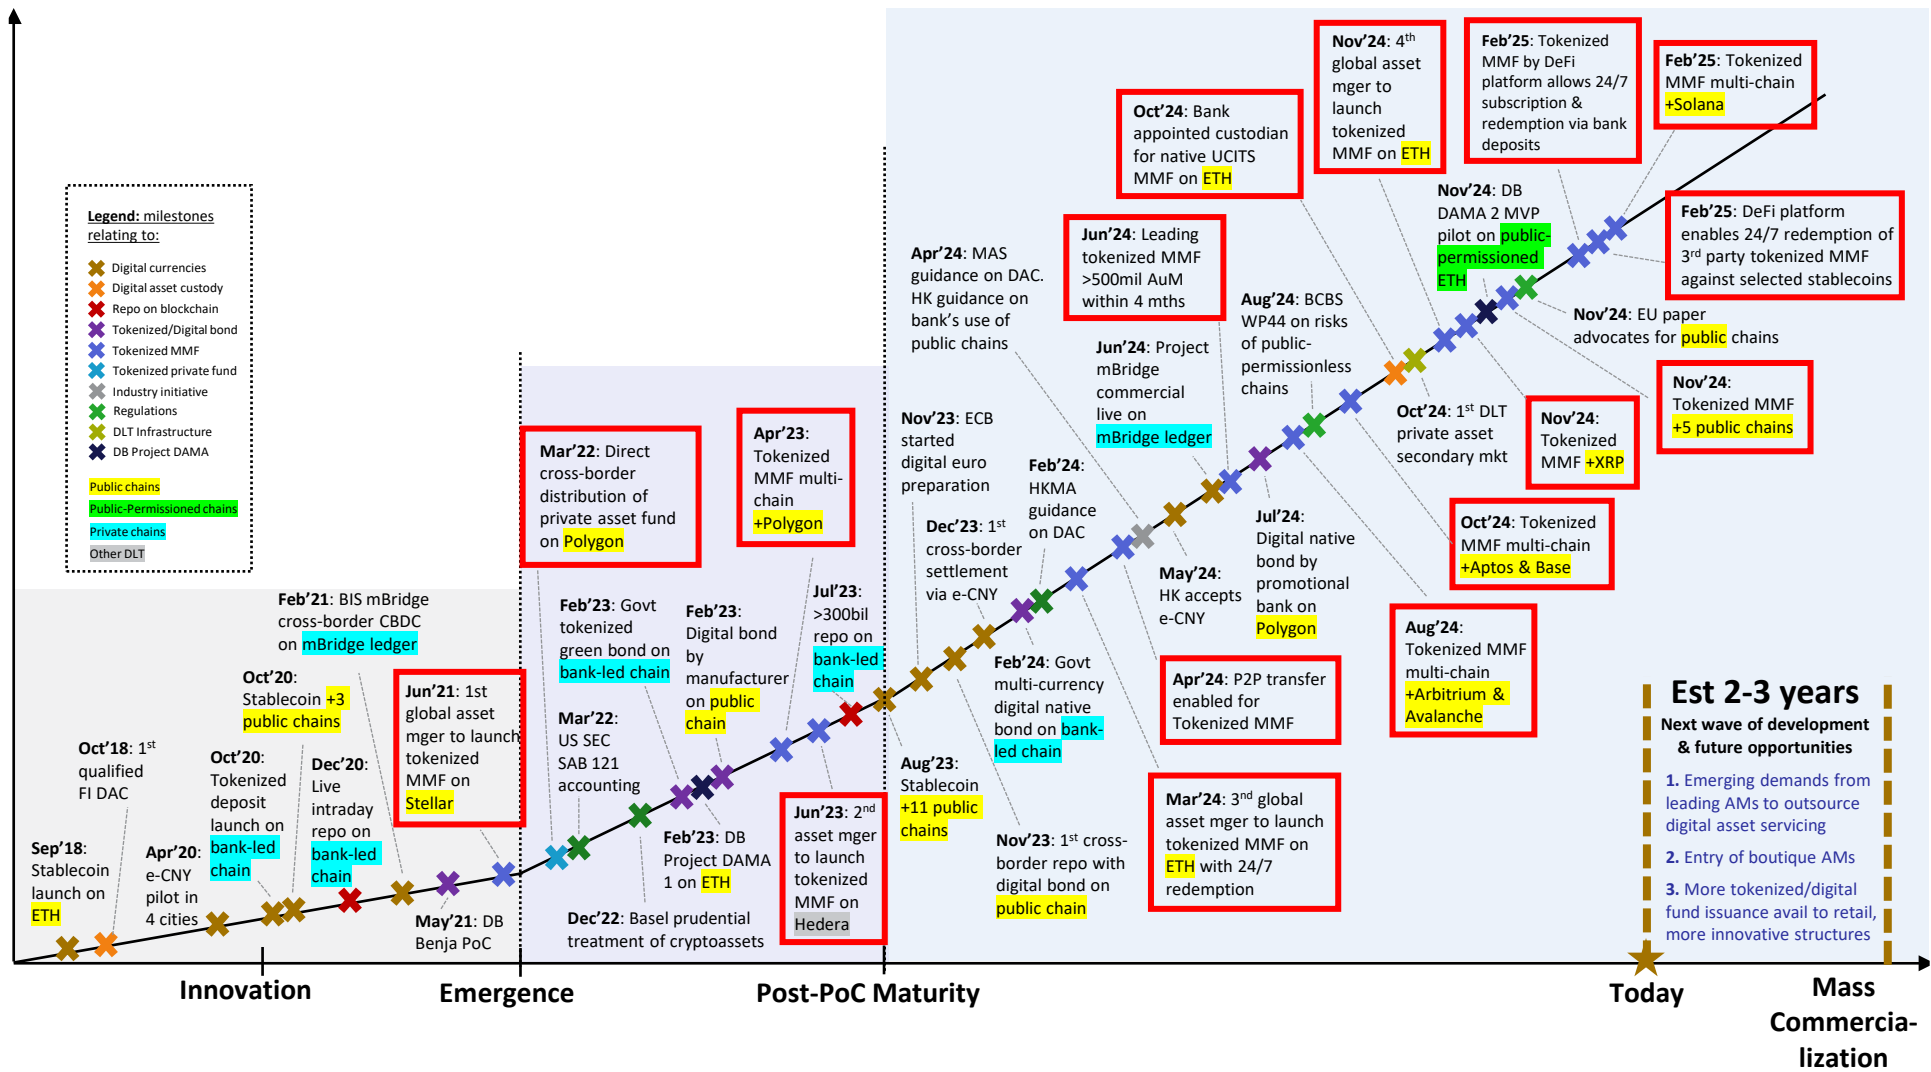 Legend: milestones
relating to:
Digital currencies
Digital asset custody
Repo on blockchain
Tokenized/Digital bond
Tokenized MMF
Tokenized private fund
Industry initiative
Regulations
DLT Infrastructure
DB Project DAMA
Public chains
Public-Permissioned chains
Private chains
Other DLT
Sep’18:
Stablecoin
launch on
ETH
Oct’18: 1st
qualified
FI DAC
Apr’20:
e-CNY
pilot in
4 cities
Oct’20:
Tokenized
deposit
launch on
bank-led
chain
Oct’20:
Stablecoin +3
public chains
Dec’20:
Live
intraday
repo on
bank-led
chain
Feb’21: BIS mBridge
cross-border CBDC
on mBridge ledger
May’21: DB
Benja PoC
Jun’21: 1st
global asset
mger to launch
tokenized
MMF on
Stellar
Mar’22: Direct
cross-border
distribution of
private asset fund
on Polygon
Mar’22:
US SEC
SAB 121
accounting
Dec’22: Basel prudential
treatment of cryptoassets
Feb’23: Govt
tokenized
green bond on
bank-led chain
Feb’23: DB
Project DAMA
1 on ETH
Feb’23:
Digital bond
by
manufacturer
on public
chain
Apr’23:
Tokenized
MMF multi-
chain
+Polygon
Jun’23: 2nd
asset mger
to launch
tokenized
MMF on
Hedera
Jul’23:
>300bil
repo on
bank-led
chain
Aug’23:
Stablecoin
+11 public
chains
Nov’23: ECB
started
digital euro
preparation
Nov’23: 1st cross-
border repo with
digital bond on
public chain
Dec’23: 1st
cross-border
settlement
via e-CNY
Feb’24: Govt
multi-currency
digital native
bond on bank-
led chain
Feb’24:
HKMA
guidance
on DAC
Mar’24: 3nd global
asset mger to launch
tokenized MMF on
ETH with 24/7
redemption
Apr’24: P2P transfer
enabled for
Tokenized MMF
Apr’24: MAS
guidance on DAC.
HK guidance on
bank’s use of
public chains
May’24:
HK accepts
e-CNY
Jun’24: Project
mBridge
commercial
live on
mBridge ledger
Jun’24: Leading
tokenized MMF
>500mil AuM
within 4 mths
Jul’24:
Digital native
bond by
promotional
bank on
Polygon
Aug’24:
Tokenized MMF
multi-chain
+Arbitrium &
Avalanche
Aug’24: BCBS
WP44 on risks
of public-
permissionless
chains
Oct’24: Tokenized
MMF multi-chain
+Aptos & Base
Oct’24: Bank
appointed custodian
for native UCITS
MMF on ETH
Oct’24: 1st DLT
private asset
secondary mkt
Nov’24: 4th
global asset
mger to
launch
tokenized
MMF on ETH
Nov’24:
Tokenized
MMF +XRP
Nov’24: DB
DAMA 2 MVP
pilot on public-
permissioned
ETH
Nov’24:
Tokenized MMF
+5 public chains
Nov’24: EU paper
advocates for public chains
Feb’25: Tokenized
MMF by DeFi
platform allows 24/7
subscription &
redemption via bank
deposits
Feb’25: DeFi platform
enables 24/7 redemption of
3rd party tokenized MMF
against selected stablecoins
Feb’25: Tokenized
MMF multi-chain
+Solana
Est 2-3 years
Next wave of development
& future opportunities
1. Emerging demands from
leading AMs to outsource
digital asset servicing
2. Entry of boutique AMs
3. More tokenized/digital
fund issuance avail to retail,
more innovative structures
Innovation
Emergence
Post-PoC Maturity
Today
Mass
Commercia-
lization